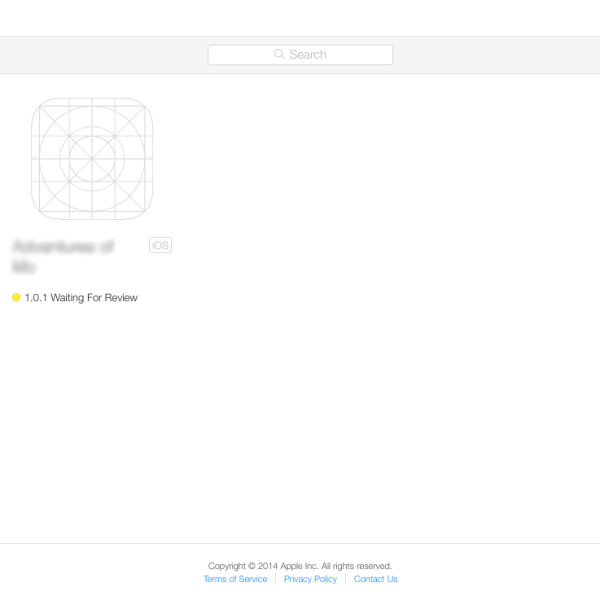 Search
Adventures of
iOS
1.0.1 Waiting For Review
Copyright © 2014 Apple Inc. All rights reserved.
Terms of Service
Privacy Policy
Contact Us